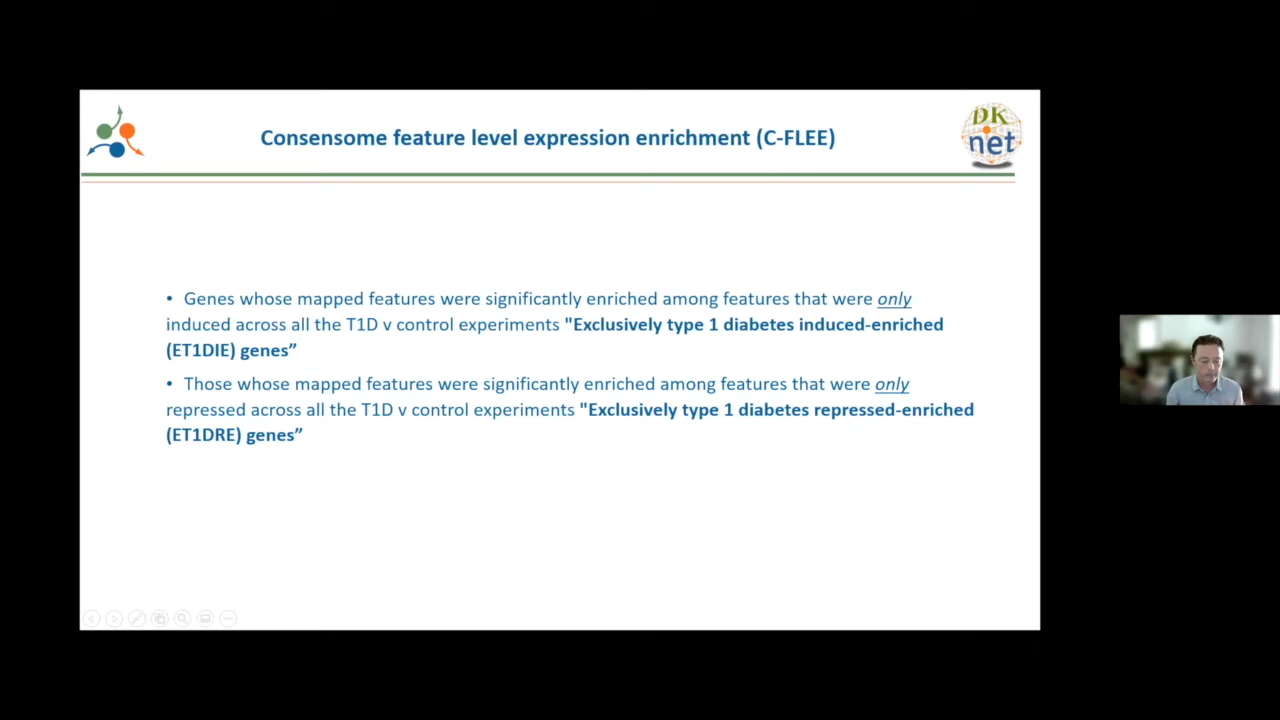 Consensome feature level expression enrichment (C-FLEE)
DK
net
• Genes whose mapped features were significantly enriched among features that were only
induced across all the T1D v control experiments "Exclusively type 1 diabetes induced-enriched
(ET1DIE) genes”
• Those whose mapped features were significantly enriched among features that were only
repressed across all the T1D v control experiments "Exclusively type 1 diabetes repressed-enriched
(ET1DRE) genes”